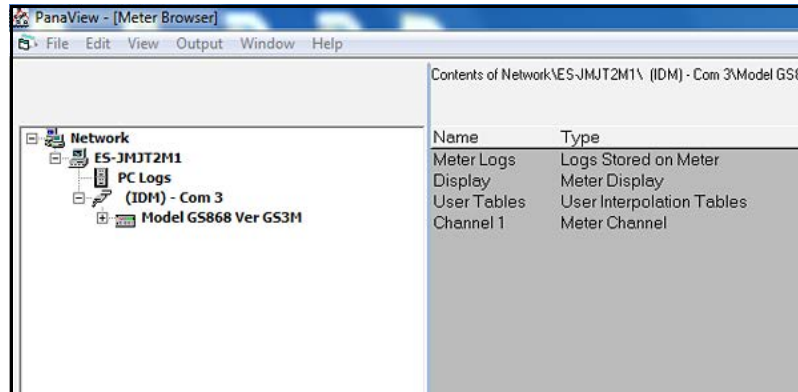 PanaView - [Meter Browser]
File Edit View Output Window Help
Contents of Network\ES-JMJT2M1\ (IDM) - Com 3\Model GS8
Network
ES-JMJT2M1
PC Logs
(IDM) - Com 3
Model GS868 Ver GS3M
Name Type
Meter Logs Logs Stored on Meter
Display Meter Display
User Tables User Interpolation Tables
Channel 1 Meter Channel